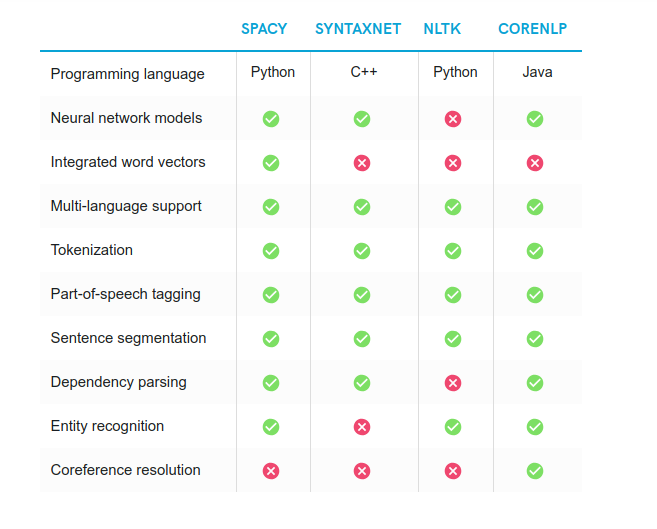 SPACY SYNTAXNET NLTK CORENLP
Programming language Python C++ Python Java
Neural network models
Integrated word vectors
Multi-language support
Tokenization
Part-of-speech tagging
Sentence segmentation
Dependency parsing
Entity recognition
Coreference resolution